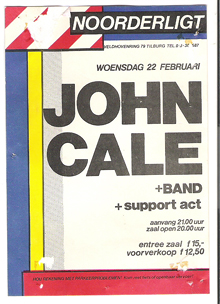 NOORDERLIGT
WOENSDAG 22 FEBRUARI
JOHN
CALE
+BAND
+support act
aanvang 21.00 uur
zaal open 20.00 uur
entree zaal f 15,-
voorverkoop f 12,50